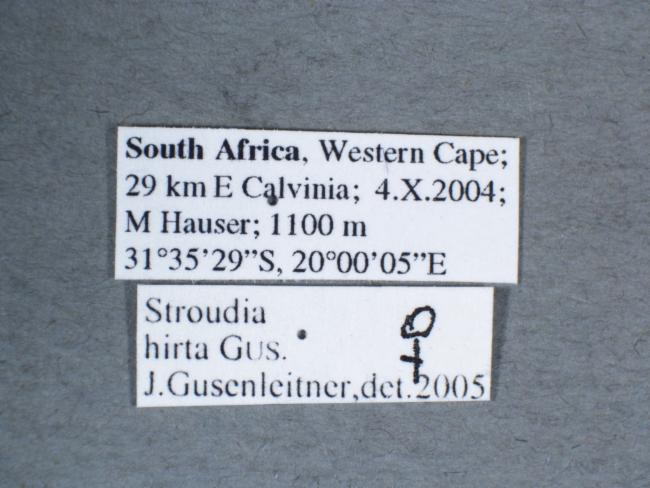 South Africa, Western Cape;
29 km E Calvinia; 4.X.2004;
M Hauser; 1100 m
31°35’29”S, 20°00’05”E
Stroudia
hirta GUS. ♀
J.Gusenleitner,det.2005